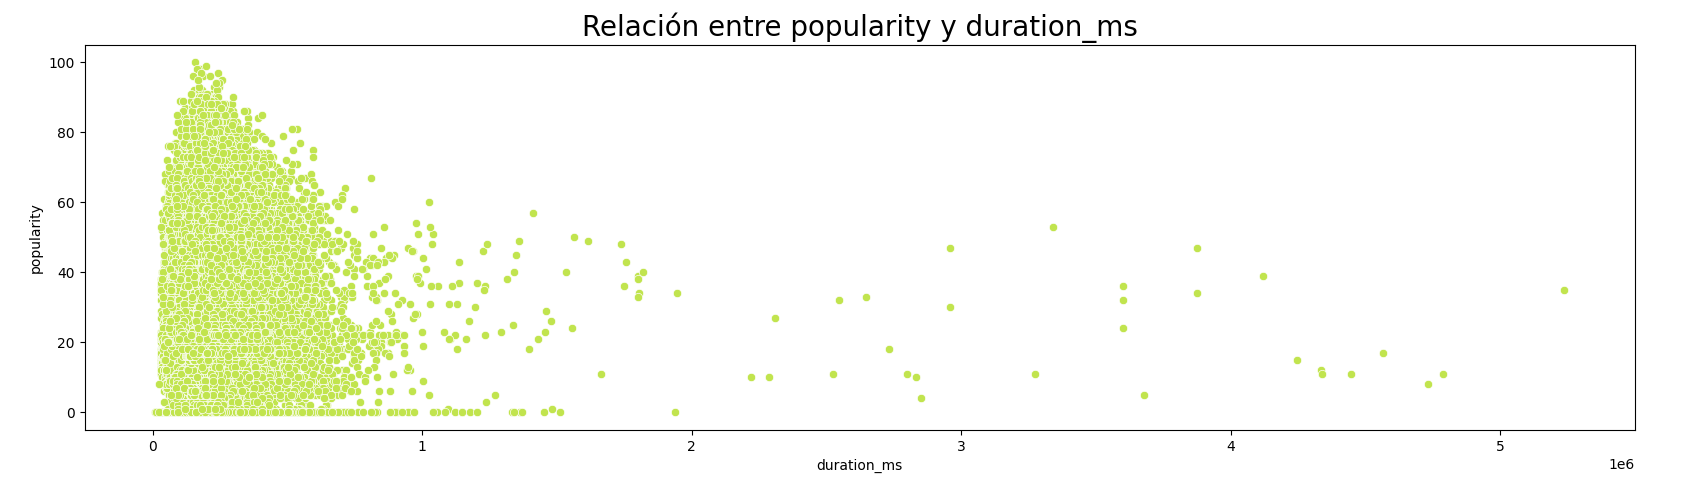 Relación entre popularity y duration_ms
100
80
60
40
20
0
popularity
0 1 2 3 4 5
1e6
duration_ms